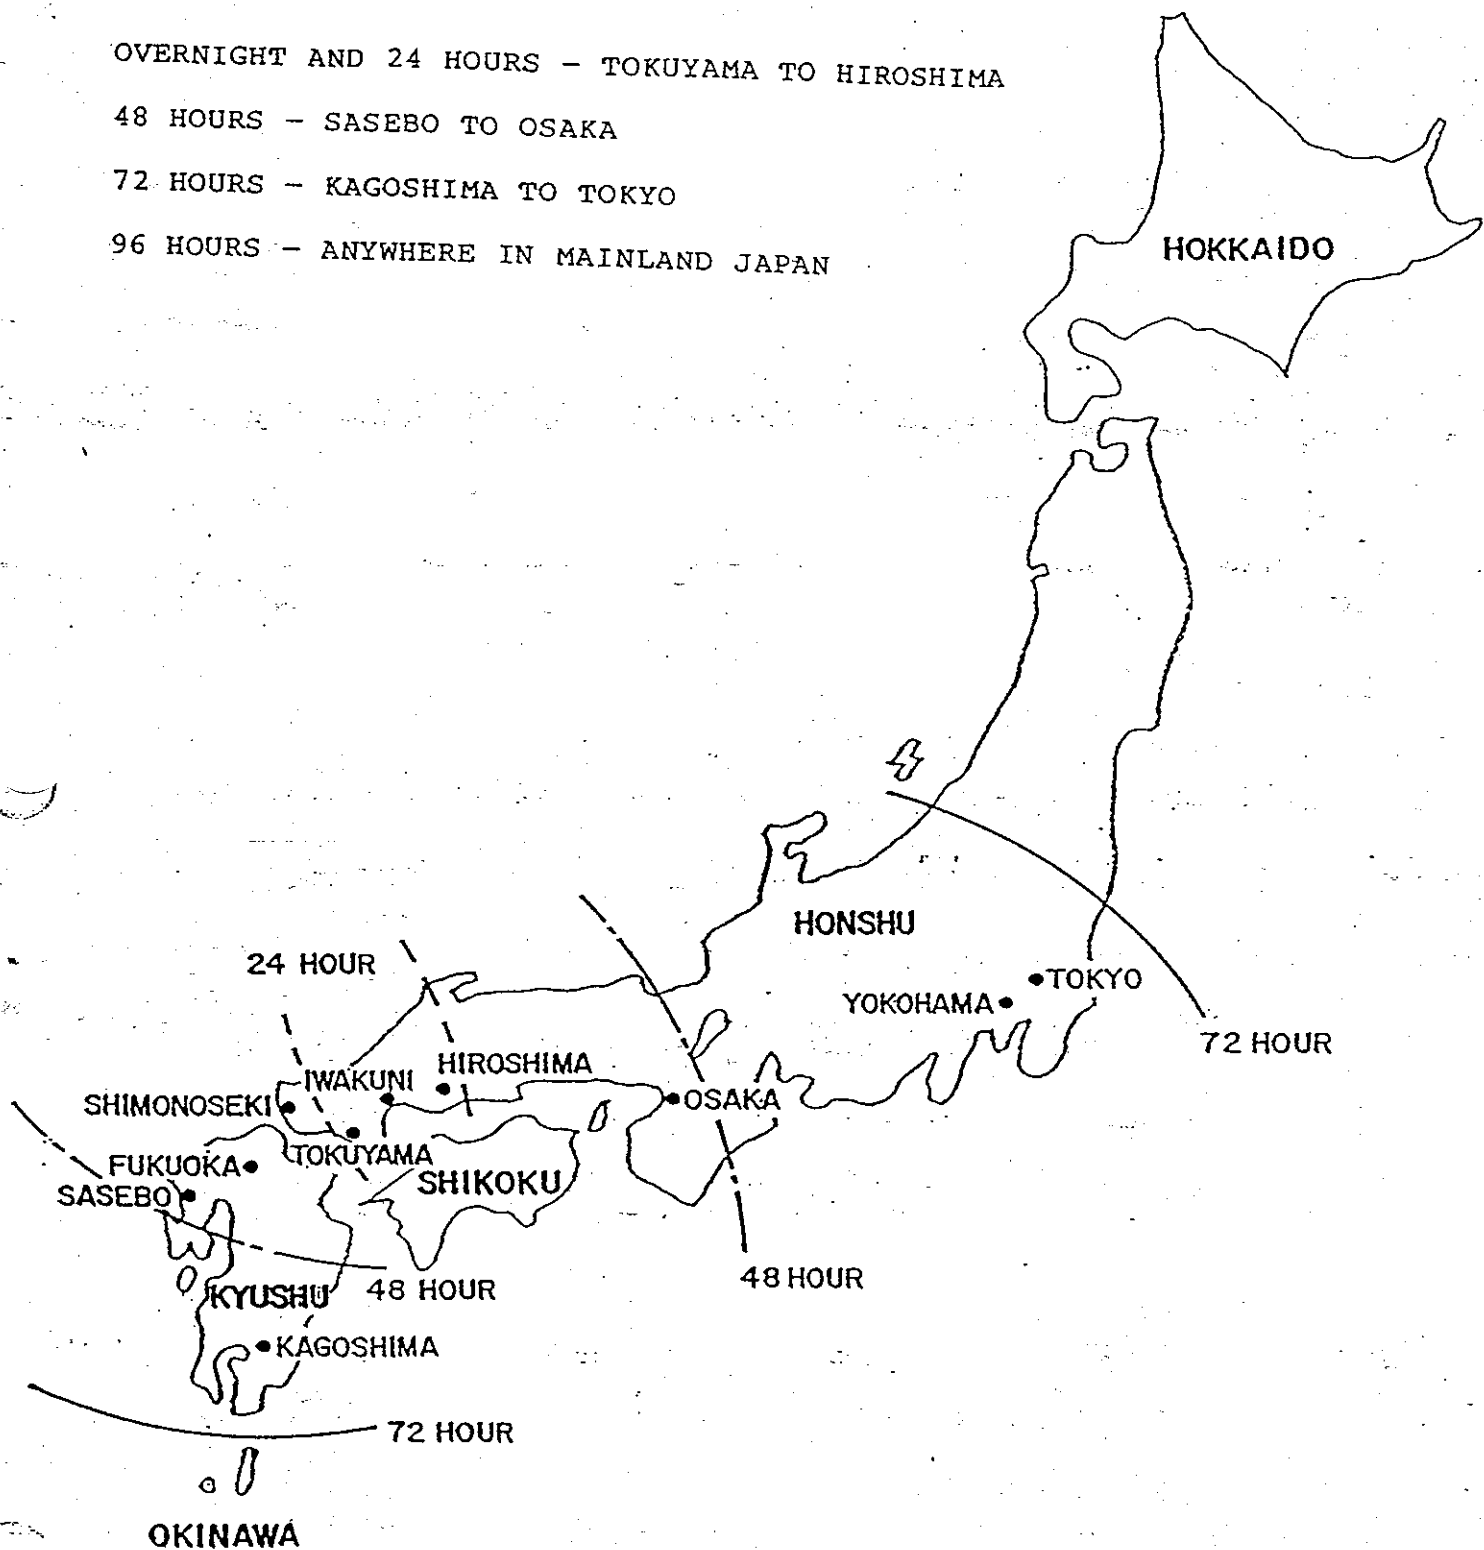 OVERNIGHT AND 24 HOURS - TOKUYAMA TO HIROSHIMA
48 HOURS - SASEBO TO OSAKA
72 HOURS - KAGOSHIMA TO TOKYO
96 HOURS - ANYWHERE IN MAINLAND JAPAN
HOKKAIDO
HONSHU
24 HOUR
TOKYO
YOKOHAMA
72 HOUR
HIROSHIMA
IWAKUNI
SHIMONOSEKI
OSAKA
TOKUYAMA
FUKUOKA
SHIKOKU
SASEBO
48 HOUR
KYUSHU
48 HOUR
KAGOSHIMA
72 HOUR
OKINAWA